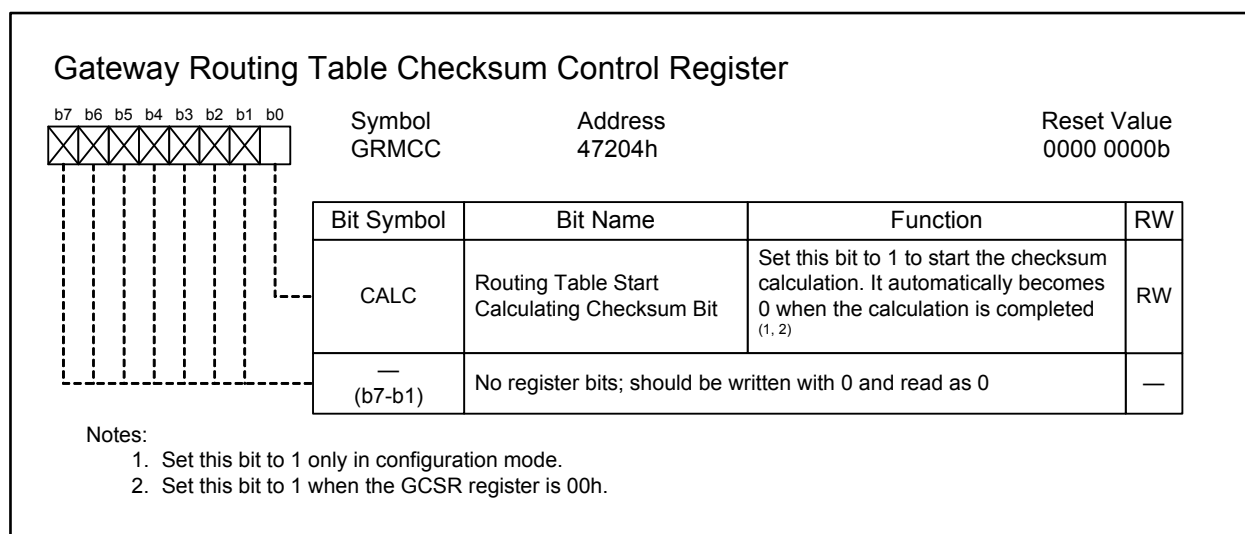 Gateway Routing Table Checksum Control Register
b7 b6 b5 b4 b3 b2 b1 b0
Symbol Address Reset Value
GRMCC 47204h 0000 0000b
Bit Symbol Bit Name Function RW
CALC
Routing Table Start
Calculating Checksum Bit
Set this bit to 1 to start the checksum
calculation. It automatically becomes
0 when the calculation is completed
(1, 2)
RW
—
(b7-b1)
No register bits; should be written with 0 and read as 0
—
Notes:
1. Set this bit to 1 only in configuration mode.
2. Set this bit to 1 when the GCSR register is 00h.